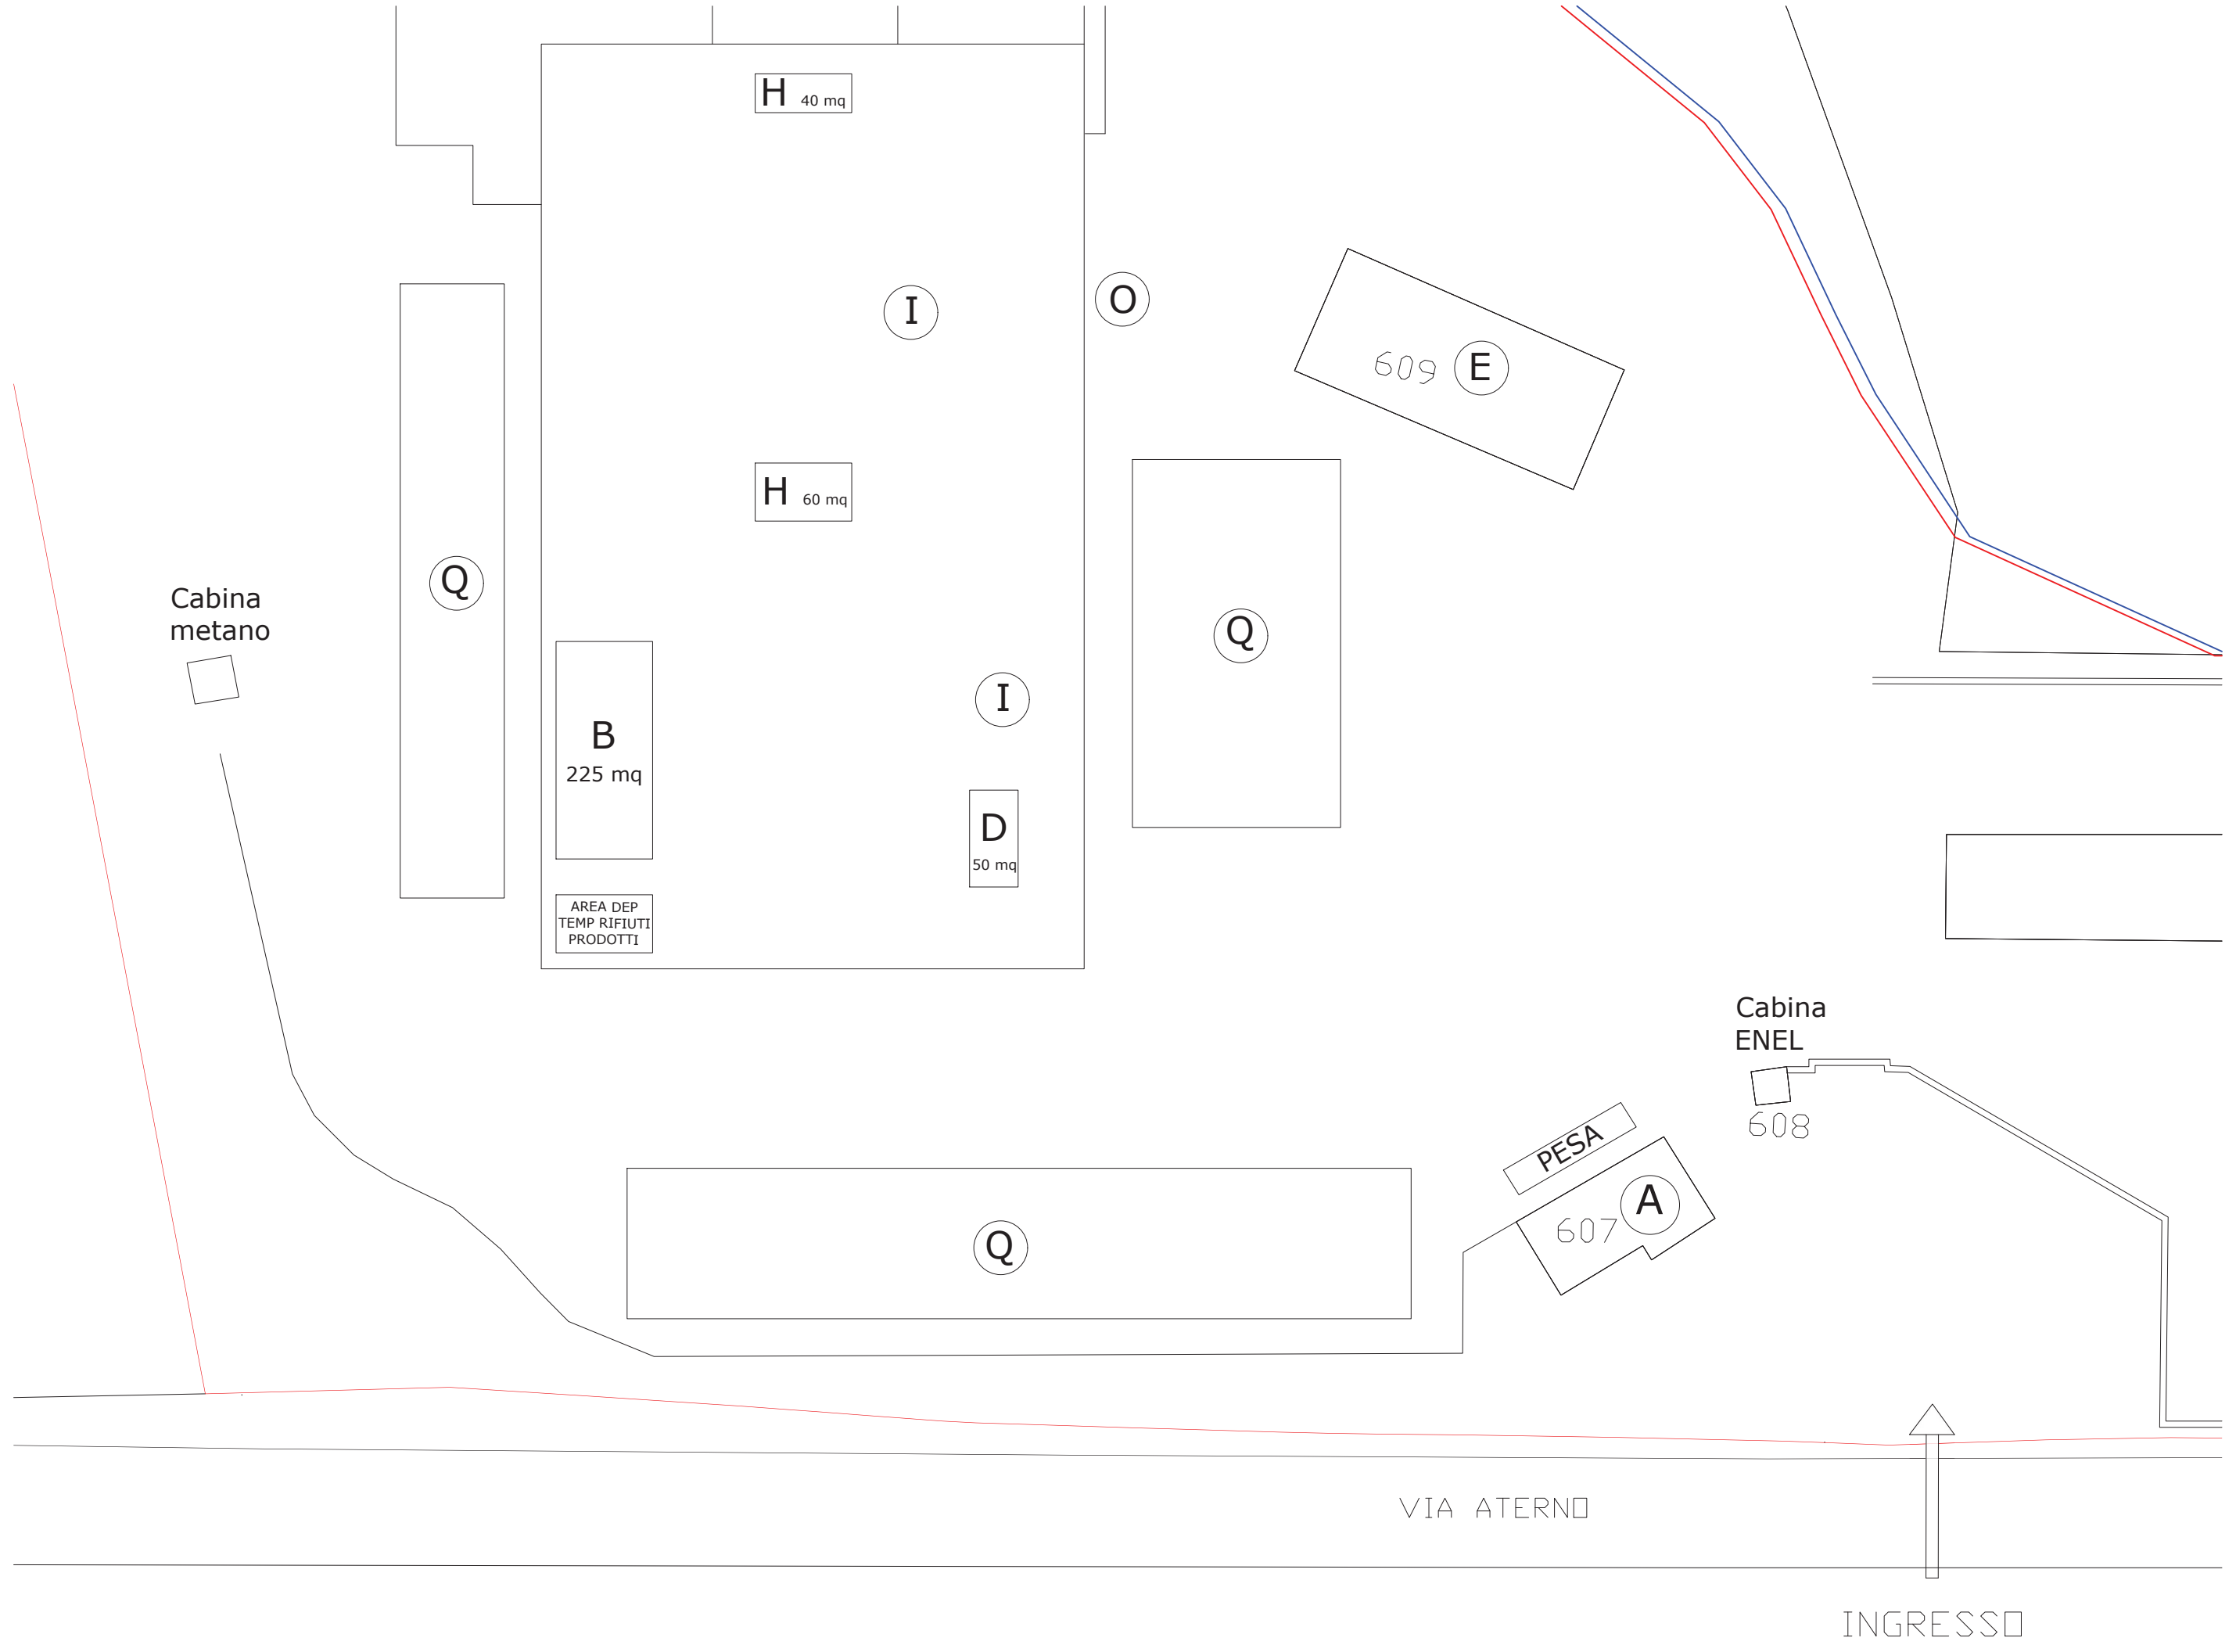 H 40 mq
I
O
609 E
H 60 mq
Q
Cabina
metano
Q
I
B
225 mq
D
50 mq
AREA DEP
TEMP RIFIUTI
PRODOTTI
Cabina
ENEL
608
PESA
607 A
Q
VIA ATERNO
INGRESSO